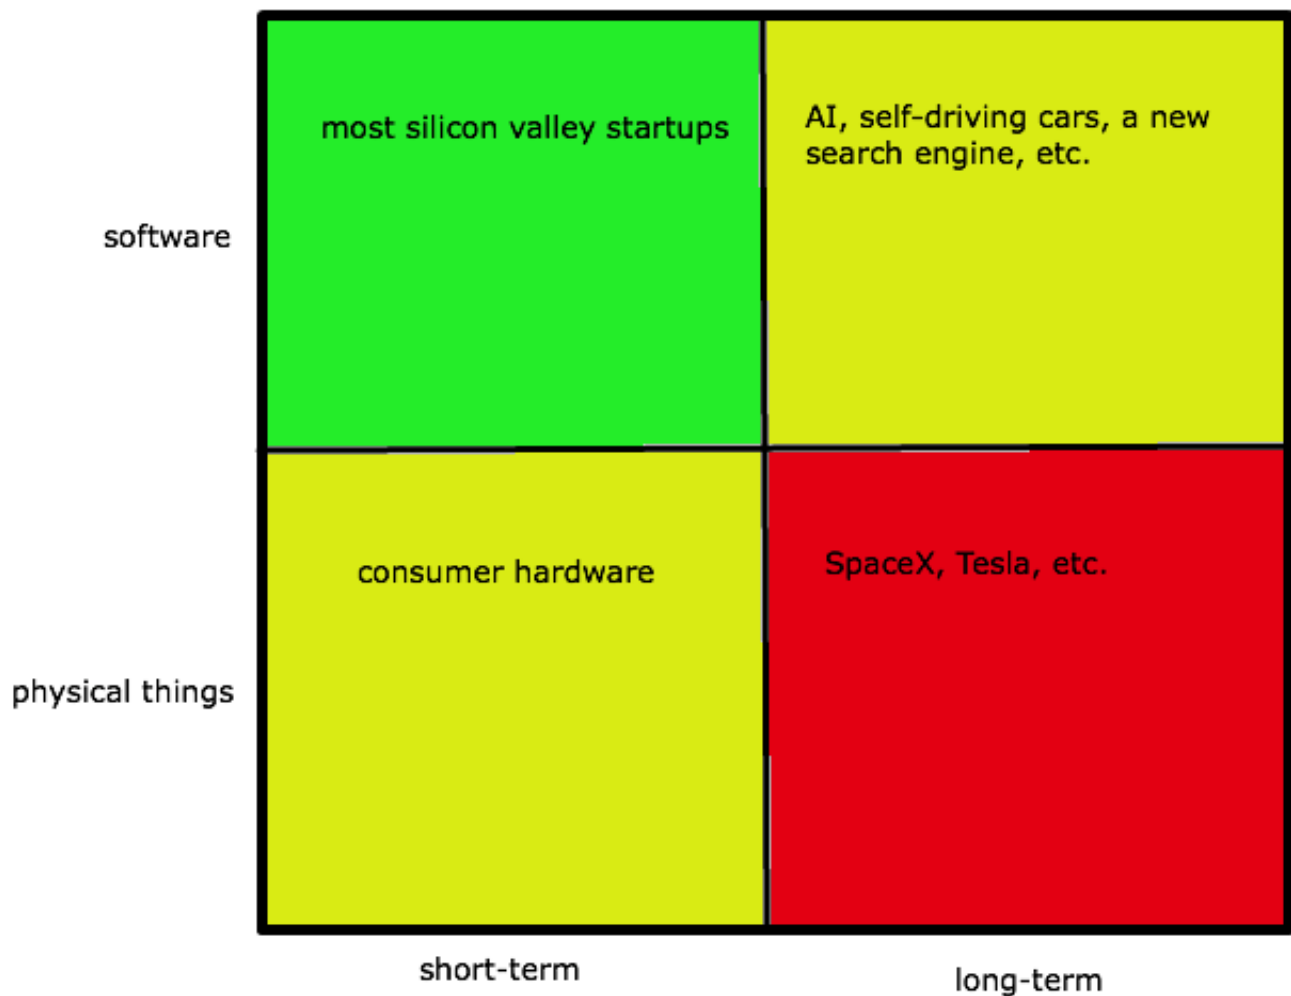 most silicon valley startups
AI, self-driving cars, a new
search engine, etc.
software
consumer hardware
SpaceX, Tesla, etc.
physical things
short-term
long-term